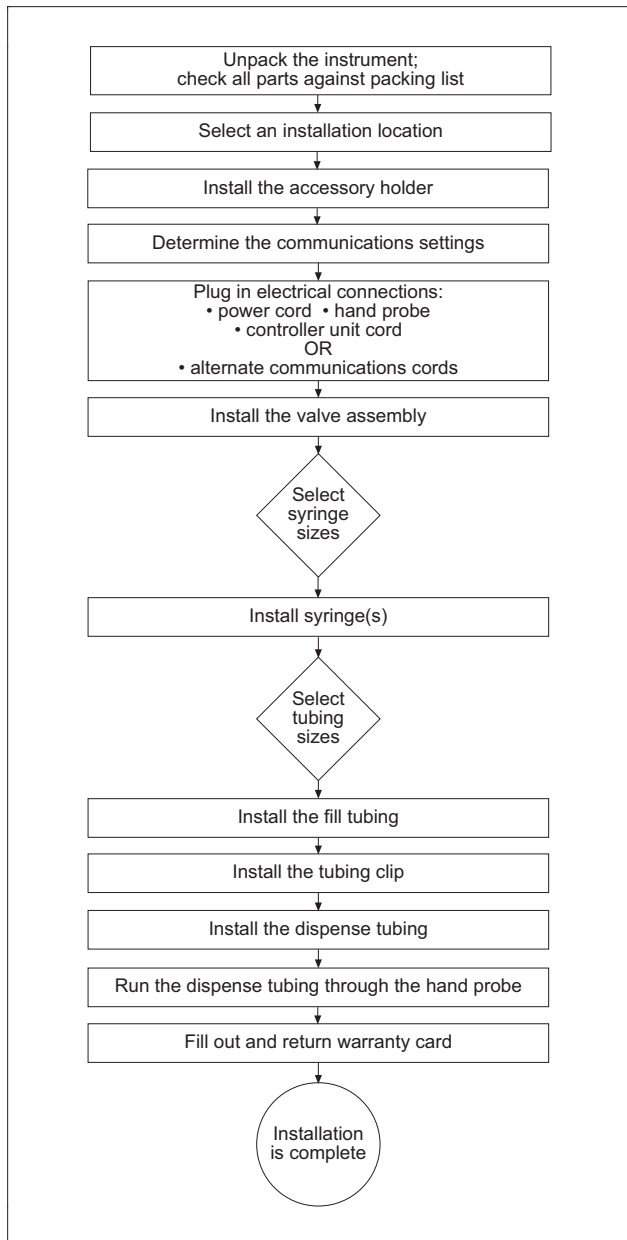 Unpack the instrument;
check all parts against packing list
Select an installation location
Install the accessory holder
Determine the communications settings
Plug in electrical connections:
• power cord • hand probe
• controller unit cord
OR
• alternate communications cords
Install the valve assembly
Select
syringe
sizes
Install syringe(s)
Select
tubing
sizes
Install the fill tubing
Install the tubing clip
Install the dispense tubing
Run the dispense tubing through the hand probe
Fill out and return warranty card
Installation
is complete